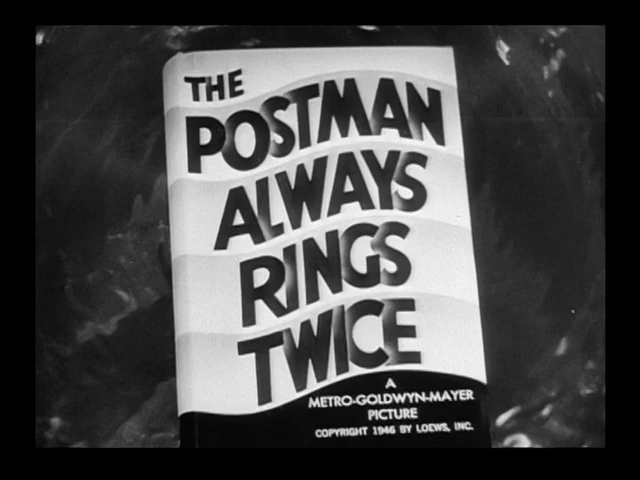 THE
POSTMAN
ALWAYS
RINGS
TWICE
A
METRO-GOLDWYN-MAYER
PICTURE
COPYRIGHT 1946 BY LOEWS, INC.